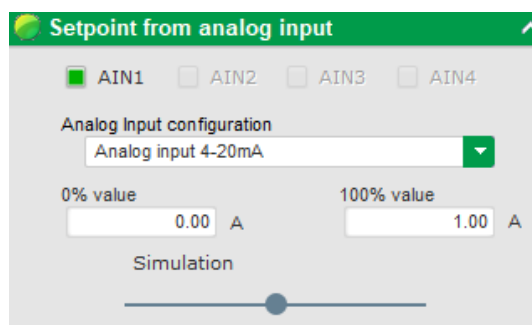 Setpoint from analog input
AIN1 AIN2 AIN3 AIN4
Analog Input configuration
Analog input 4-20mA
0% value 100% value
0.00 A 1.00 A
Simulation